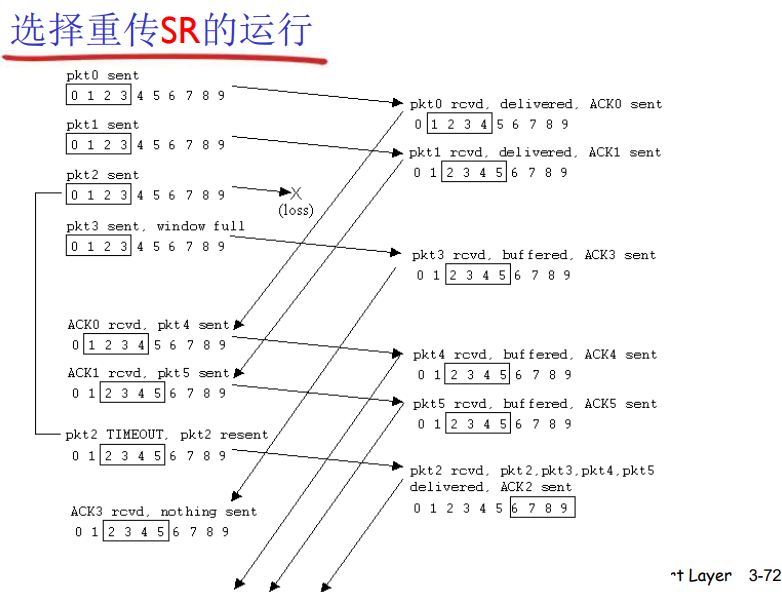 选择重传SR的运行
pkt0 sent
0 1 2 3 4 5 6 7 8 9
pkt0 rcvd, delivered, ACK0 sent
0 1 2 3 4 5 6 7 8 9
pkt1 sent
0 1 2 3 4 5 6 7 8 9
pkt1 rcvd, delivered, ACK1 sent
0 1 2 3 4 5 6 7 8 9
pkt2 sent
0 1 2 3 4 5 6 7 8 9
X
(loss)
pkt3 sent, window full
0 1 2 3 4 5 6 7 8 9
pkt3 rcvd, buffered, ACK3 sent
0 1 2 3 4 5 6 7 8 9
ACK0 rcvd, pkt4 sent
0 1 2 3 4 5 6 7 8 9
pkt4 rcvd, buffered, ACK4 sent
0 1 2 3 4 5 6 7 8 9
ACK1 rcvd, pkt5 sent
0 1 2 3 4 5 6 7 8 9
pkt5 rcvd, buffered, ACK5 sent
0 1 2 3 4 5 6 7 8 9
pkt2 TIMEOUT, pkt2 resent
0 1 2 3 4 5 6 7 8 9
pkt2 rcvd, pkt2,pkt3,pkt4,pkt5
delivered, ACK2 sent
0 1 2 3 4 5 6 7 8 9
ACK3 rcvd, nothing sent
0 1 2 3 4 5 6 7 8 9
rt Layer 3-72